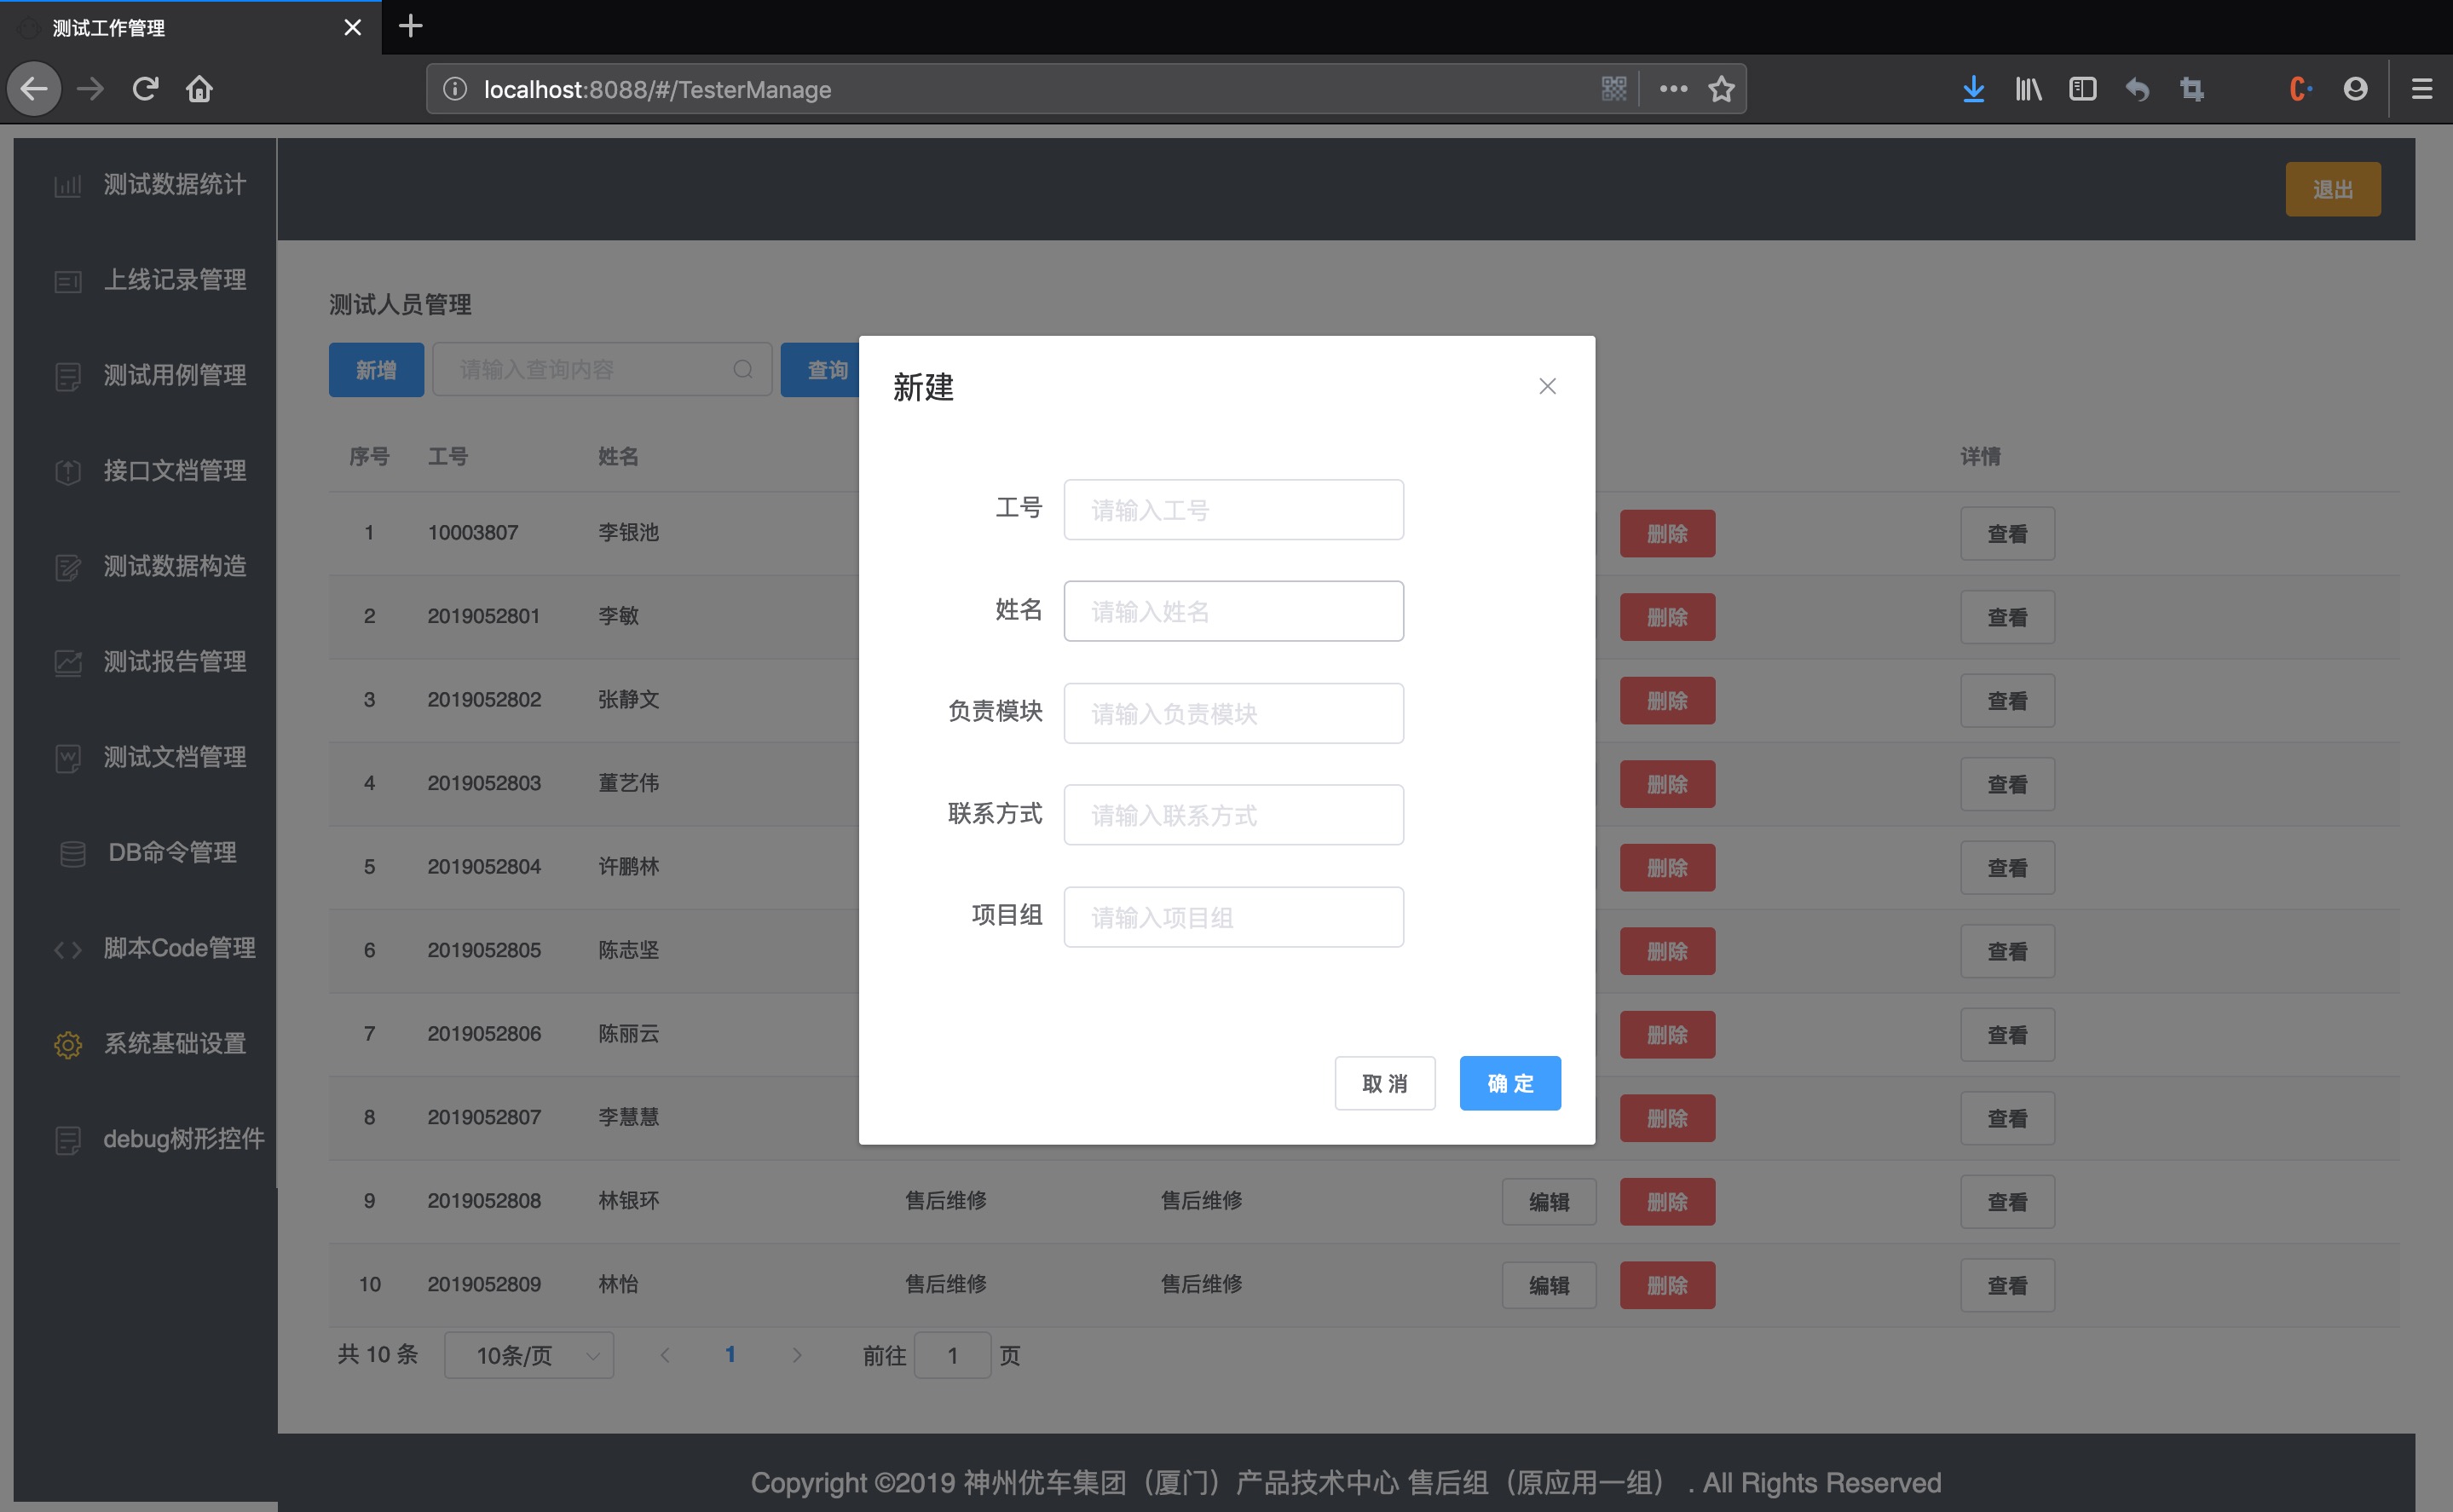 测试工作管理
localhost:8088/#/TesterManage
测试数据统计
上线记录管理
测试用例管理
接口文档管理
测试数据构造
测试报告管理
测试文档管理
DB命令管理
脚本Code管理
系统基础设置
debug树形控件
退出
测试人员管理
新增 请输入查询内容 查询
序号 工号 姓名 详情
1 10003807 李银池 删除 查看
2 2019052801 李敏 删除 查看
3 2019052802 张静文 删除 查看
4 2019052803 董艺伟 删除 查看
5 2019052804 许鹏林 删除 查看
6 2019052805 陈志坚 删除 查看
7 2019052806 陈丽云 删除 查看
8 2019052807 李慧慧 删除 查看
9 2019052808 林银环 售后维修 售后维修 编辑 删除 查看
10 2019052809 林怡 售后维修 售后维修 编辑 删除 查看
共 10 条 10条/页 1 前往 1 页
新建
工号 请输入工号
姓名 请输入姓名
负责模块 请输入负责模块
联系方式 请输入联系方式
项目组 请输入项目组
取 消 确 定
Copyright ©2019 神州优车集团（厦门）产品技术中心 售后组（原应用一组） . All Rights Reserved